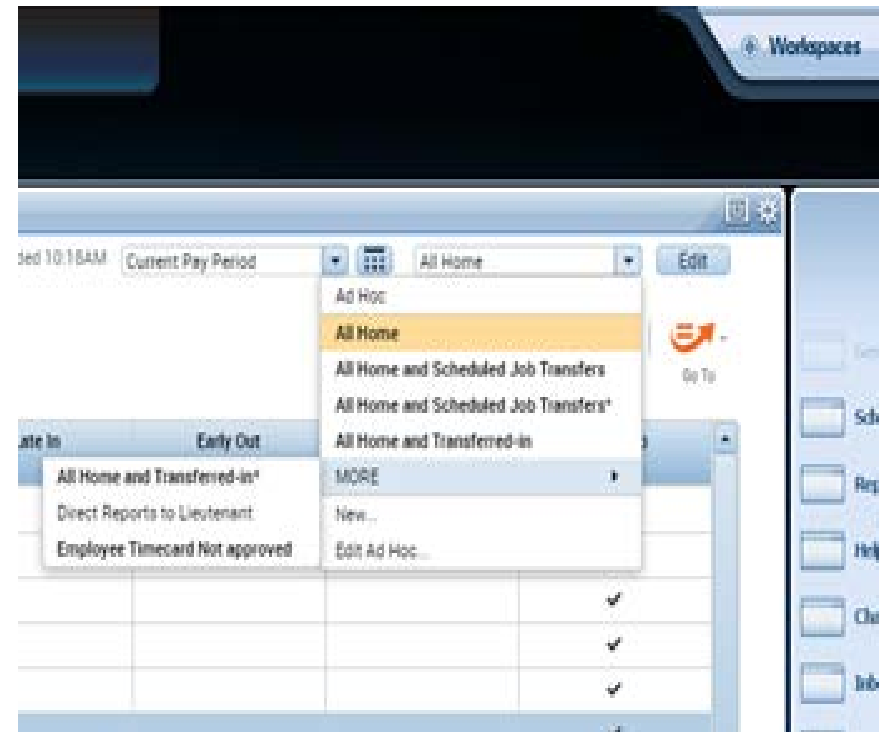 Workspaces
10:18AM
Current Pay Period
All Home
Edit
Ad Hoc
All Home
All Home and Scheduled Job Transfers
Go To
All Home and Scheduled Job Transfers*
All Home and Transferred-in
In
Early Out
MORE
All Home and Transferred-in*
Direct Reports to Lieutenant
New...
Employee Timecard Not approved
Edit Ad Hoc...